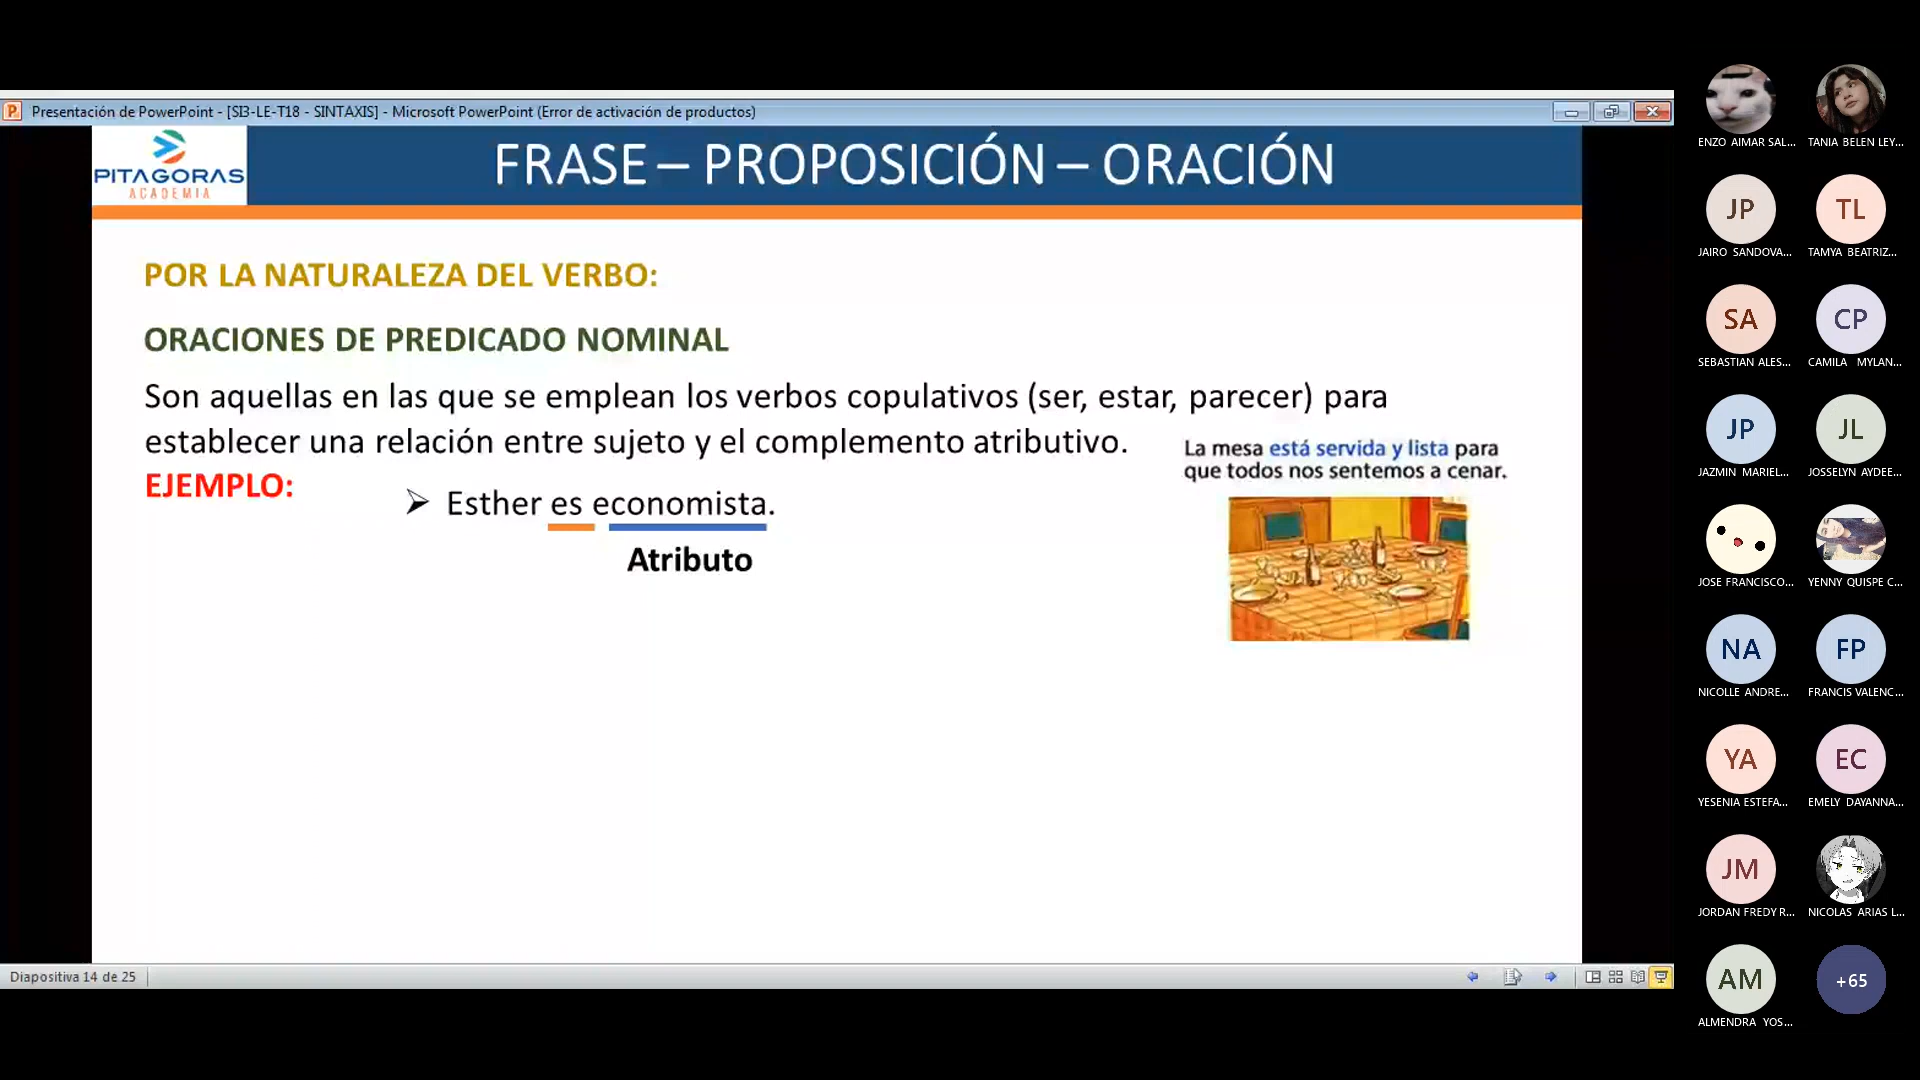 Presentación de PowerPoint - [SI3-LE-T18 - SINTAXIS] - Microsoft PowerPoint (Error de activación de productos)
PITAGORAS
ACADEMIA
FRASE – PROPOSICIÓN – ORACIÓN
POR LA NATURALEZA DEL VERBO:
ORACIONES DE PREDICADO NOMINAL
Son aquellas en las que se emplean los verbos copulativos (ser, estar, parecer) para
establecer una relación entre sujeto y el complemento atributivo.
EJEMPLO:
➢ Esther es economista.
Atributo
La mesa está servida y lista para
que todos nos sentemos a cenar.
Diapositiva 14 de 25
ENZO AIMAR SAL...
TANIA BELEN LEY...
JP
TL
JAIRO SANDOVA...
TAMYA BEATRIZ...
SA
CP
SEBASTIAN ALES...
CAMILA MYLAN...
JP
JL
JAZMIN MARIEL...
JOSSELYN AYDEE...
JOSE FRANCISCO...
YENNY QUISPE C...
NA
FP
NICOLLE ANDRE...
FRANCIS VALENC...
YA
EC
YESENIA ESTEFA...
EMELY DAYANNA...
JM
JORDAN FREDY R...
NICOLAS ARIAS L...
AM
+65
ALMENDRA YOS...